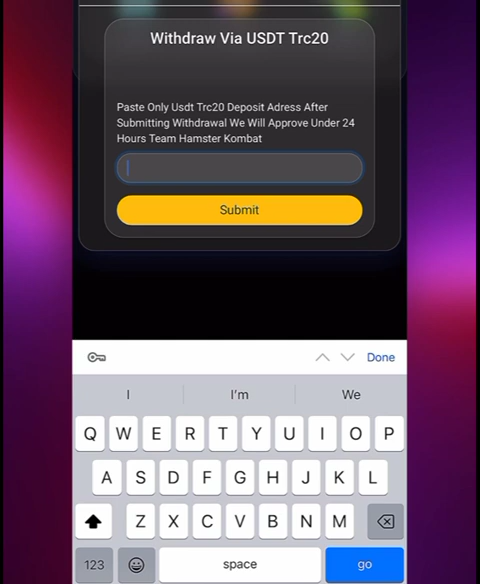 Withdraw Via USDT Trc20
Paste Only Usdt Trc20 Deposit Adress After
Submitting Withdrawal We Will Approve Under 24
Hours Team Hamster Kombat
Submit
Done
I I'm We
Q W E R T Y U I O P
A S D F G H J K L
Z X C V B N M
123 space go